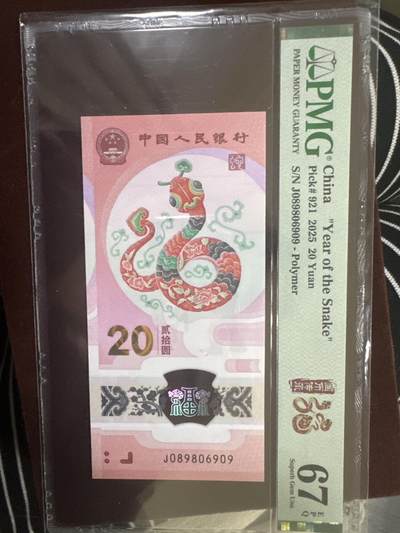 中国人民银行
20
贰拾圆
福
J089806909
PMG®
PAPER MONEY GUARANTY
China "Year of the Snake"
Pick# 921 2025 20 Yuan
S/N J089806909 - Polymer
67 EPQ
Superb Gem Unc